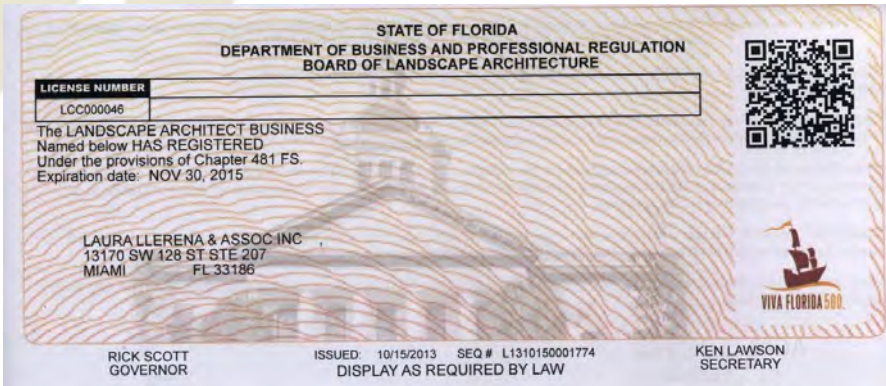 STATE OF FLORIDA
DEPARTMENT OF BUSINESS AND PROFESSIONAL REGULATION
BOARD OF LANDSCAPE ARCHITECTURE
LICENSE NUMBER
LCC000046
The LANDSCAPE ARCHITECT BUSINESS
Named below HAS REGISTERED
Under the provisions of Chapter 481 FS.
Expiration date: NOV 30, 2015
LAURA LLERENA & ASSOC INC ,
13170 SW 128 ST STE 207
MIAMI FL 33186
VIVA FLORIDA 500.
RICK SCOTT
GOVERNOR
ISSUED: 10/15/2013 SEQ # L1310150001774
DISPLAY AS REQUIRED BY LAW
KEN LAWSON
SECRETARY